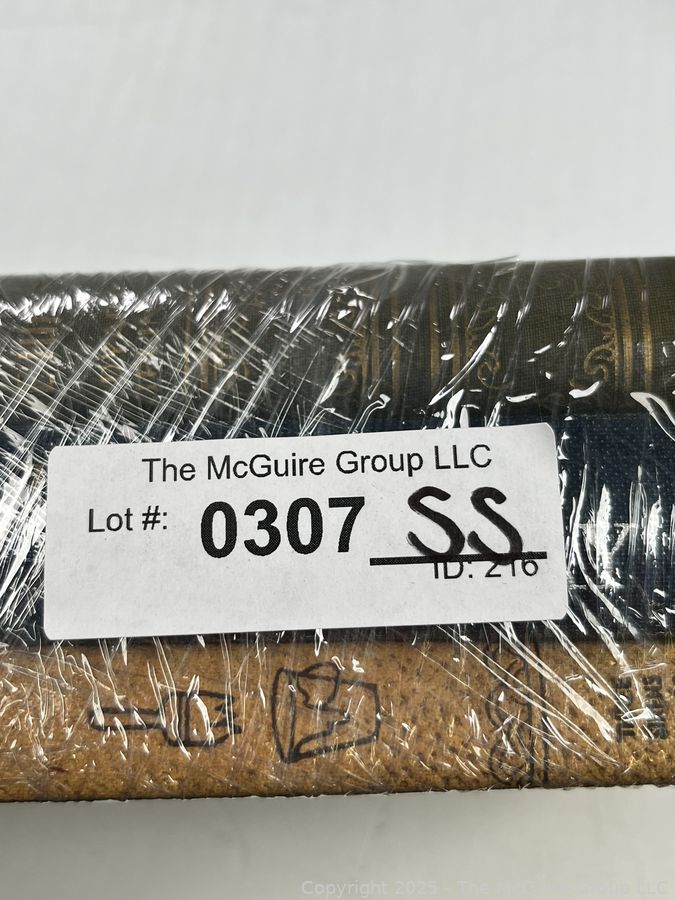 The McGuire Group LLC
Lot #: 0307 SS
ID: 216
Copyright 2025 - The McGuire Group LLC